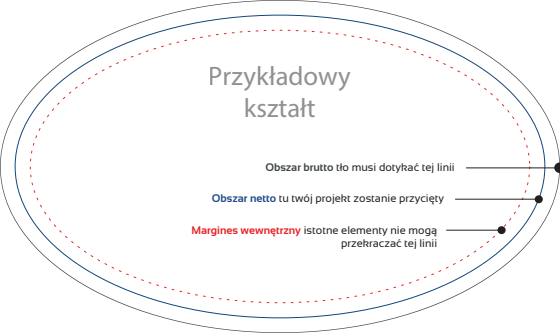 Przykładowy
kształt
Obszar brutto tło musi dotykać tej linii
Obszar netto tu twój projekt zostanie przycięty
Margines wewnętrzny istotne elementy nie mogą
przekraczać tej linii